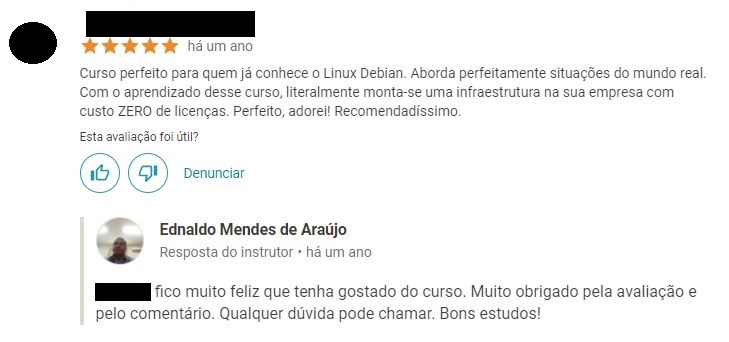 há um ano
Curso perfeito para quem já conhece o Linux Debian. Aborda perfeitamente situações do mundo real.
Com o aprendizado desse curso, literalmente monta-se uma infraestrutura na sua empresa com
custo ZERO de licenças. Perfeito, adorei! Recomendadíssimo.
Esta avaliação foi útil?
Denunciar
Ednaldo Mendes de Araújo
Resposta do instrutor • há um ano
fico muito feliz que tenha gostado do curso. Muito obrigado pela avaliação e
pelo comentário. Qualquer dúvida pode chamar. Bons estudos!